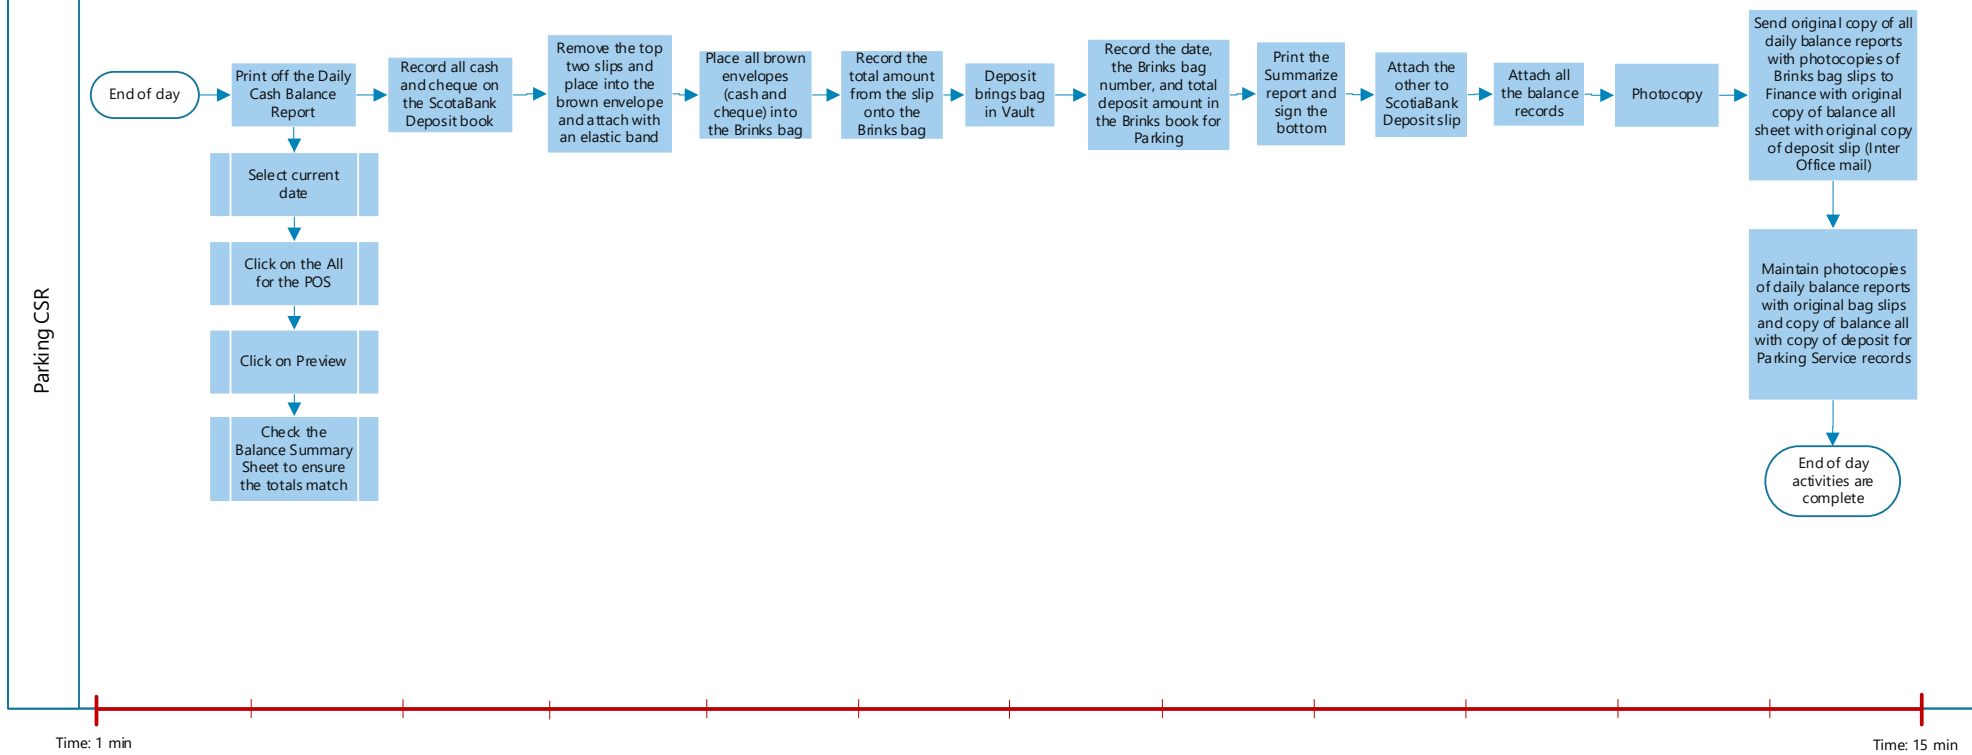 Parking CSR
End of day
Print off the Daily
Cash Balance
Report
Select current
date
Click on the All
for the POS
Click on Preview
Check the
Balance Summary
Sheet to ensure
the totals match
Record all cash
and cheque on
the ScotaBank
Deposit book
Remove the top
two slips and
place into the
brown envelope
and attach with
an elastic band
Place all brown
envelopes
(cash and
cheque) into
the Brinks bag
Record the
total amount
from the slip
onto the
Brinks bag
Deposit
brings bag
in Vault
Record the date,
the Brinks bag
number, and total
deposit amount in
the Brinks book for
Parking
Print the
Summarize
report and
sign the
bottom
Attach the
other to
ScotiaBank
Deposit slip
Attach all
the balance
records
Photocopy
Send original copy of all
daily balance reports
with photocopies of
Brinks bag slips to
Finance with original
copy of balance all
sheet with original copy
of deposit slip (Inter
Office mail)
Maintain photocopies
of daily balance reports
with original bag slips
and copy of balance all
with copy of deposit for
Parking Service records
End of day
activities are
complete
Time: 1 min
Time: 15 min